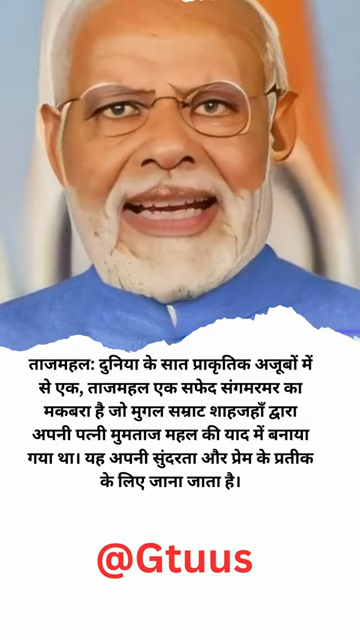 ताजमहल: दुनिया के सात प्राकृतिक अजूबों में
से एक, ताजमहल एक सफेद संगमरमर का
मकबरा है जो मुगल सम्राट शाहजहाँ द्वारा
अपनी पत्नी मुमताज महल की याद में बनाया
गया था। यह अपनी सुंदरता और प्रेम के प्रतीक
के लिए जाना जाता है।
@Gtuus